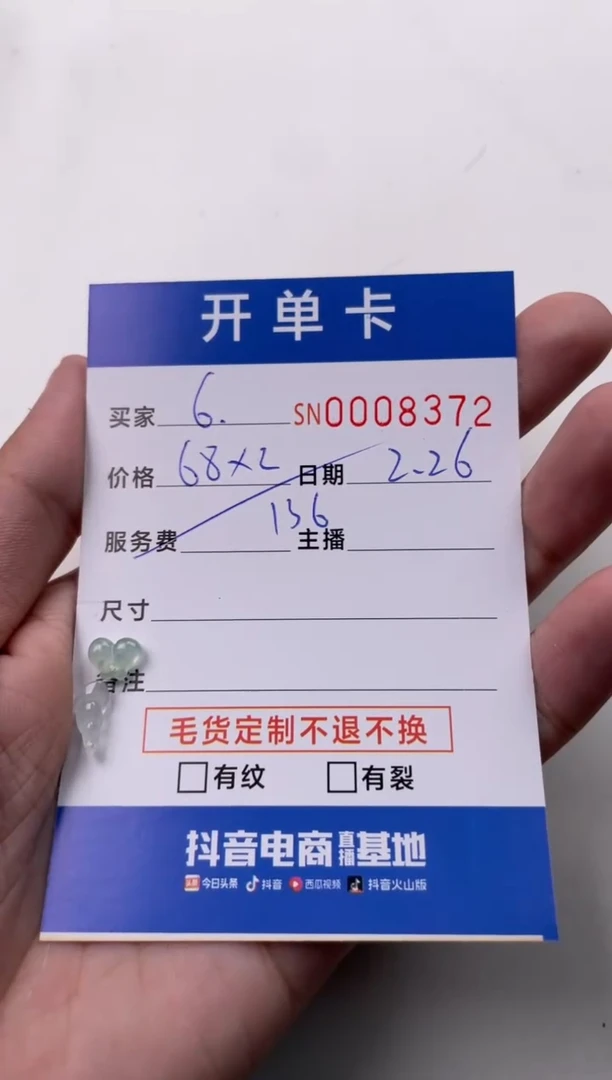 开单卡
买家 6. SN0008372
价格 68×2 日期 2-26
136
服务费 主播
尺寸
备注
毛货定制不退不换
有纹 有裂
抖音电商直播基地
头条 今日头条 抖音 西瓜视频 抖音火山版